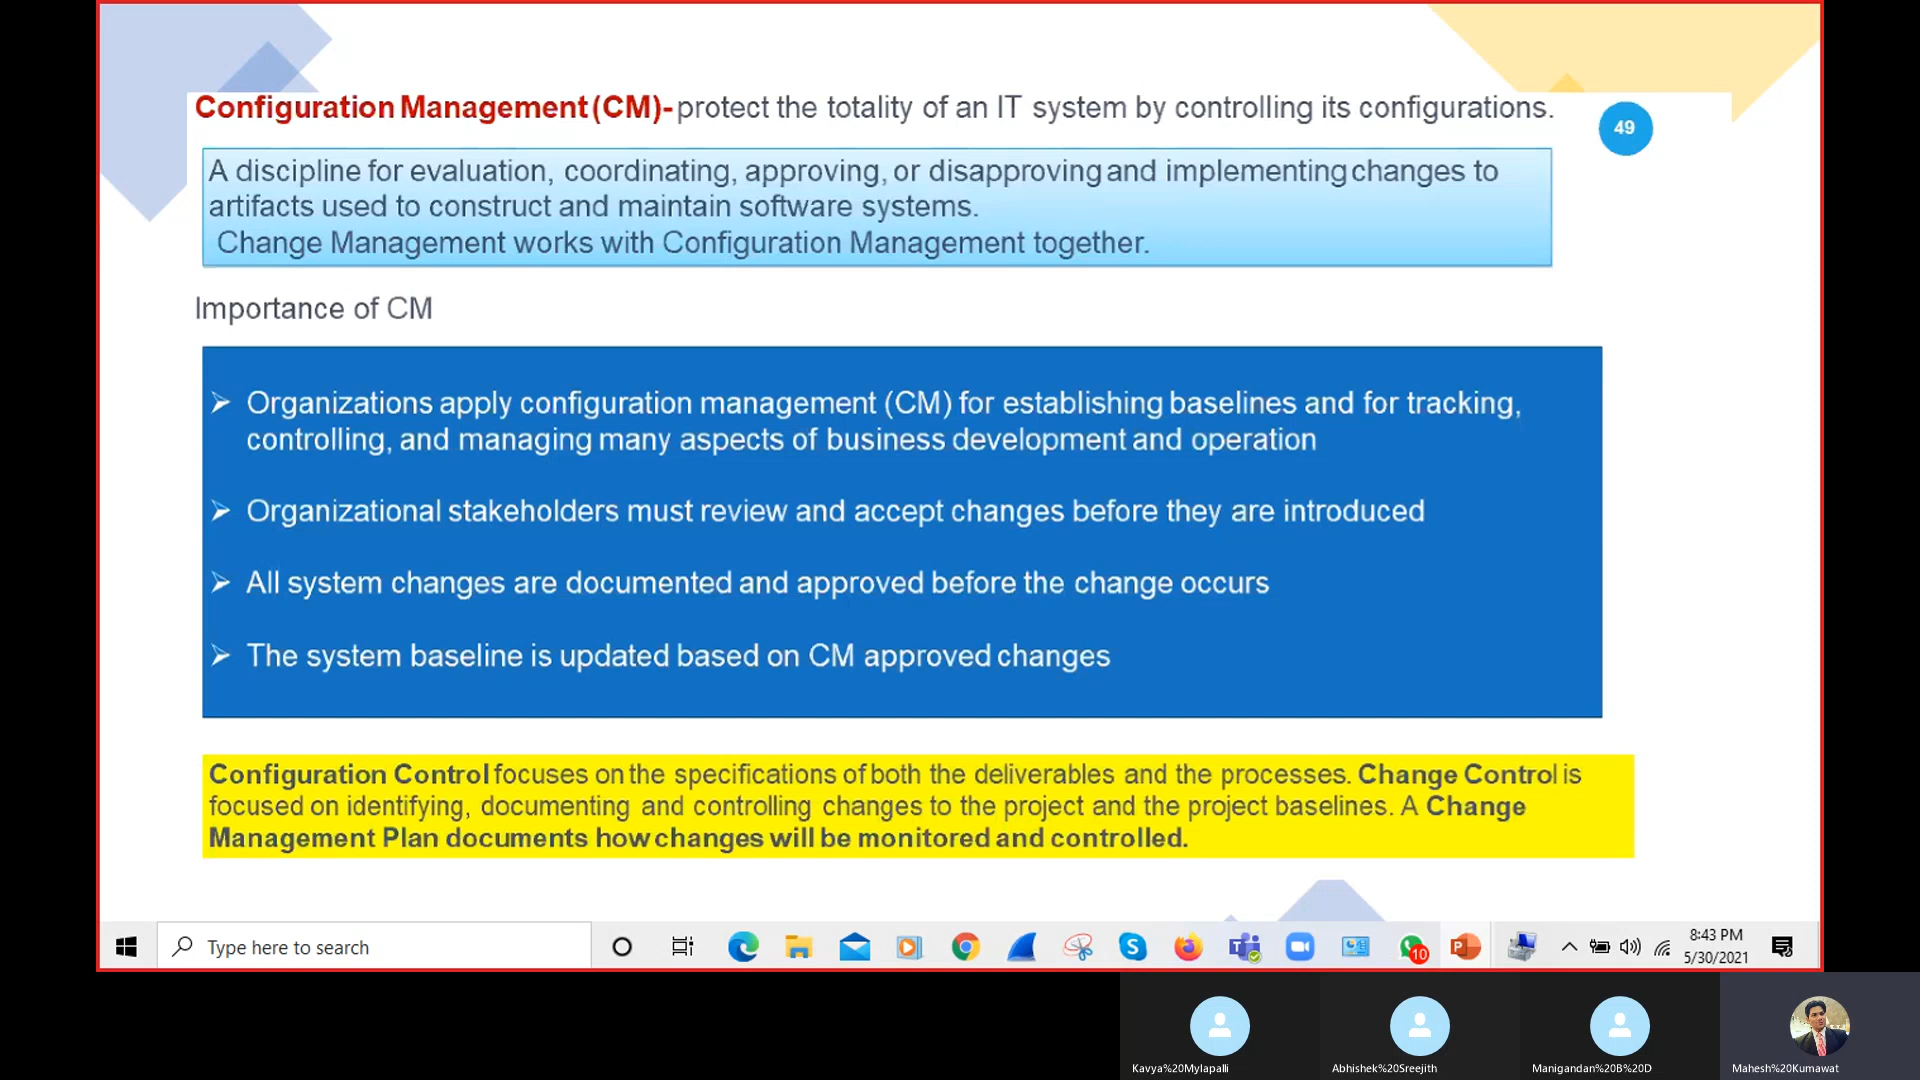 Configuration Management (CM)- protect the totality of an IT system by controlling its configurations.
49
A discipline for evaluation, coordinating, approving, or disapproving and implementing changes to
artifacts used to construct and maintain software systems.
Change Management works with Configuration Management together.
Importance of CM
➢ Organizations apply configuration management (CM) for establishing baselines and for tracking,
controlling, and managing many aspects of business development and operation
➢ Organizational stakeholders must review and accept changes before they are introduced
➢ All system changes are documented and approved before the change occurs
➢ The system baseline is updated based on CM approved changes
Configuration Control focuses on the specifications of both the deliverables and the processes. Change Control is
focused on identifying, documenting and controlling changes to the project and the project baselines. A Change
Management Plan documents how changes will be monitored and controlled.
Type here to search
10
8:43 PM
5/30/2021
Kavya%20Mylapalli
Abhishek%20Sreejith
Manigandan%20B%20D
Mahesh%20Kumawat